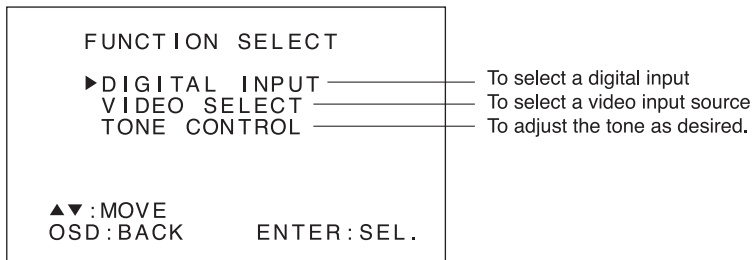 FUNCTION SELECT
▶DIGITAL INPUT To select a digital input
VIDEO SELECT To select a video input source
TONE CONTROL To adjust the tone as desired.
▲▼:MOVE
OSD:BACK ENTER:SEL.